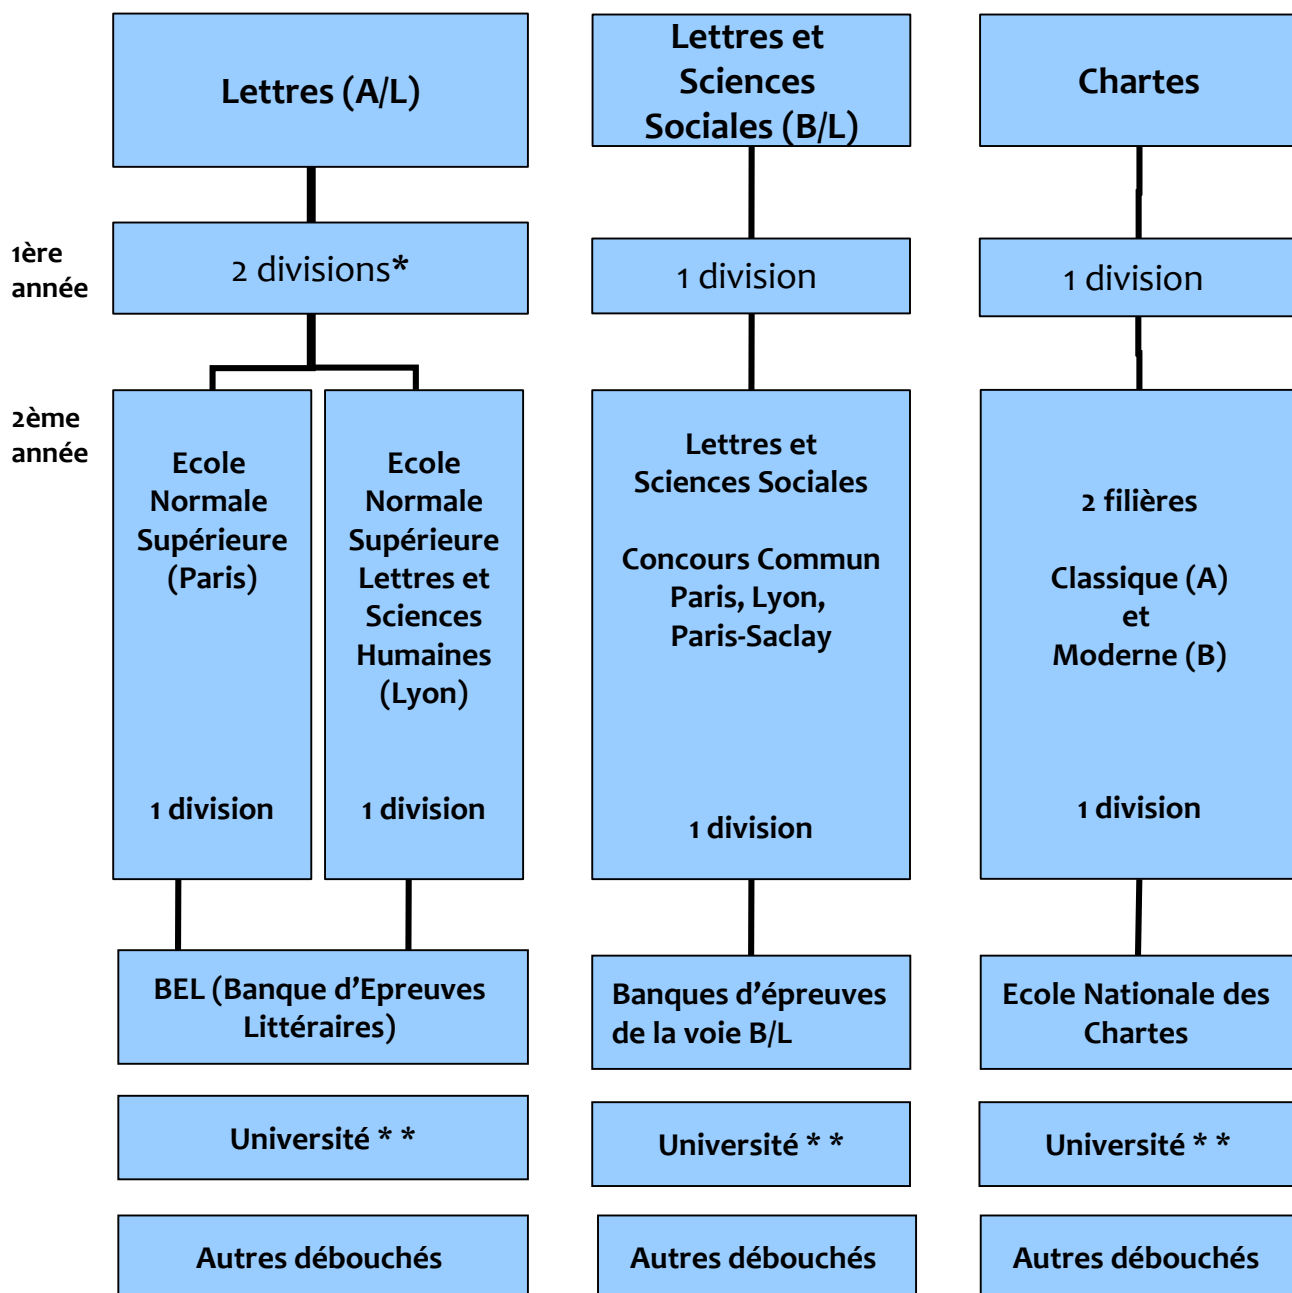 Lettres (A/L)
Lettres et
Sciences
Sociales (B/L)
Chartes
1ère
année
2 divisions*
1 division
1 division
2ème
année
Ecole
Normale
Supérieure
(Paris)
1 division
Ecole
Normale
Supérieure
Lettres et
Sciences
Humaines
(Lyon)
1 division
Lettres et
Sciences Sociales
Concours Commun
Paris, Lyon,
Paris-Saclay
1 division
2 filières
Classique (A)
et
Moderne (B)
1 division
BEL (Banque d’Epreuves
Littéraires)
Banques d’épreuves
de la voie B/L
Ecole Nationale des
Chartes
Université * *
Université * *
Université * *
Autres débouchés
Autres débouchés
Autres débouchés